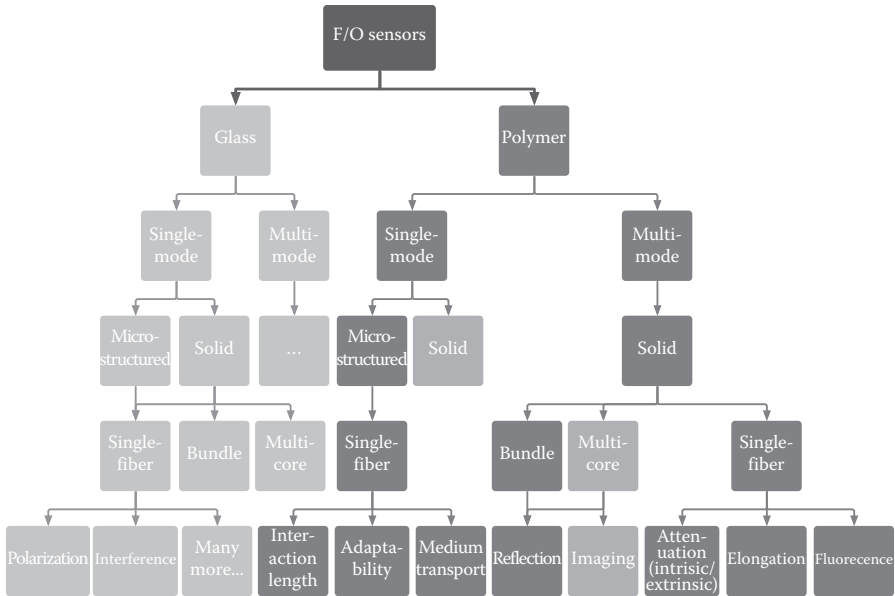 F/O sensors
Glass
Polymer
Single-
mode
Multi-
mode
Single-
mode
Multi-
mode
Micro-
structured
Solid
...
Micro-
structured
Solid
Solid
Single-
fiber
Bundle
Multi-
core
Single-
fiber
Bundle
Multi-
core
Single-
fiber
Polarization
Interference
Many
more...
Inter-
action
length
Adapta-
bility
Medium
transport
Reflection
Imaging
Atten-
uation
(intrisic/
extrinsic)
Elongation
Fluorecence